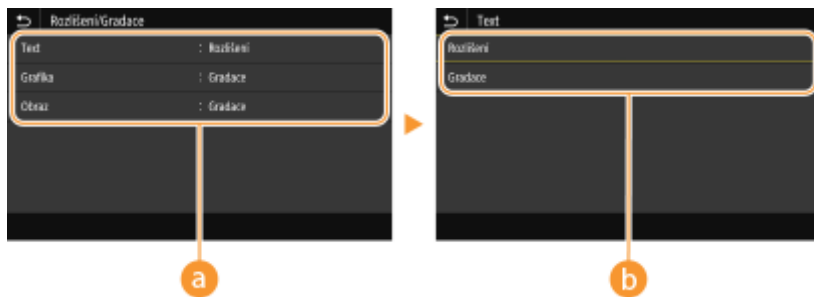 Rozlišení/Gradace
Text : Rozlišení
Grafika : Gradace
Obraz : Gradace
a
Text
Rozlišení
Gradace
b